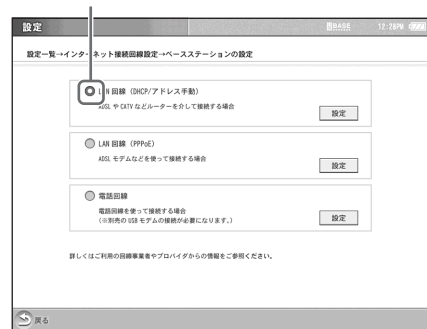 設定
BASE 12:28PM
設定一覧→インターネット接続回線設定→ベースステーションの設定
LAN 回線 (DHCP/アドレス手動)
ADSL や CATV などルーターを介して接続する場合
設定
LAN 回線 (PPPoE)
ADSL モデムなどを使って接続する場合
設定
電話回線
電話回線を使って接続する場合
(※別売の USB モデムの接続が必要になります。)
設定
詳しくはご利用の回線事業者やプロバイダからの情報をご参照ください。
戻る